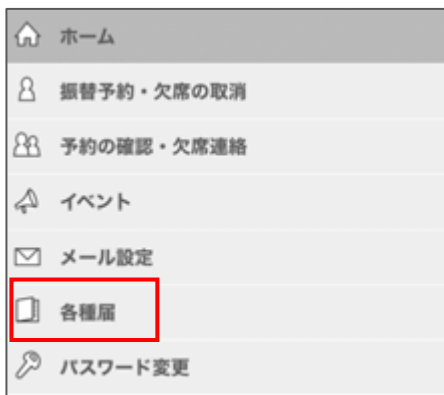 ホーム
振替予約・欠席の取消
予約の確認・欠席連絡
イベント
メール設定
各種届
パスワード変更